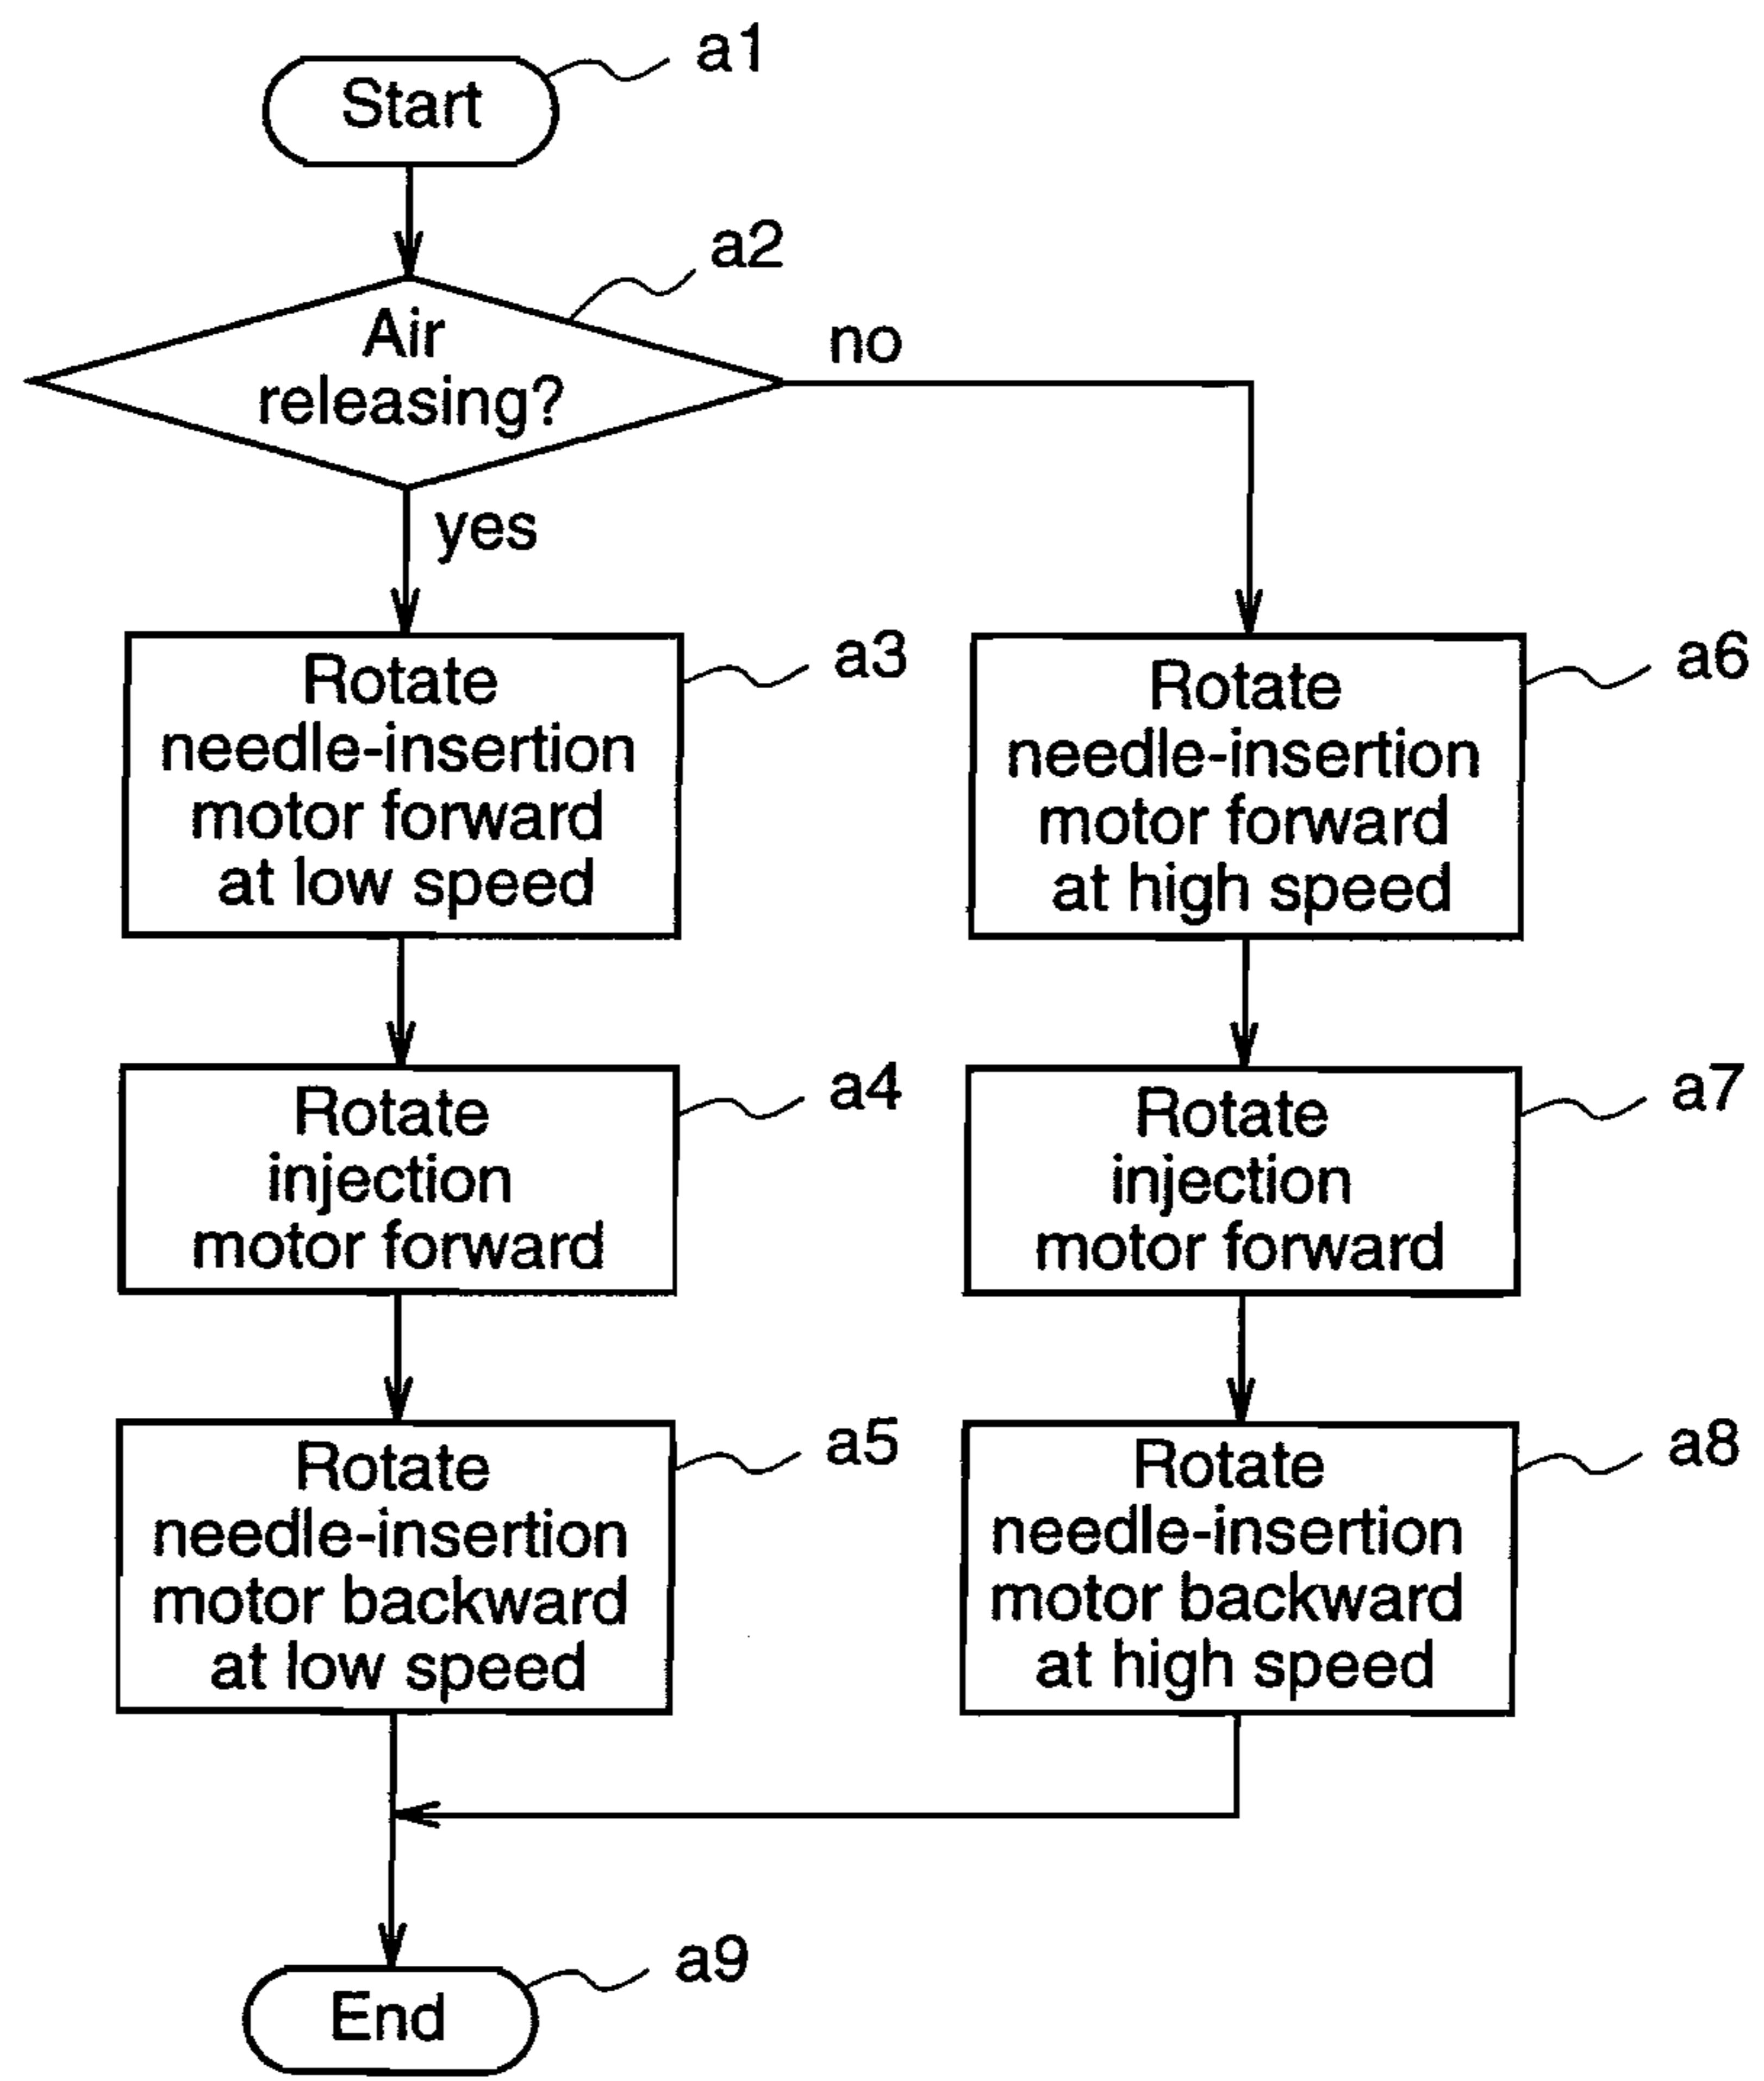 a1
Start
a2
Air
releasing?
no
yes
a3
Rotate
needle-insertion
motor forward
at low speed
a6
Rotate
needle-insertion
motor forward
at high speed
a4
Rotate
injection
motor forward
a7
Rotate
injection
motor forward
a5
Rotate
needle-insertion
motor backward
at low speed
a8
Rotate
needle-insertion
motor backward
at high speed
a9
End